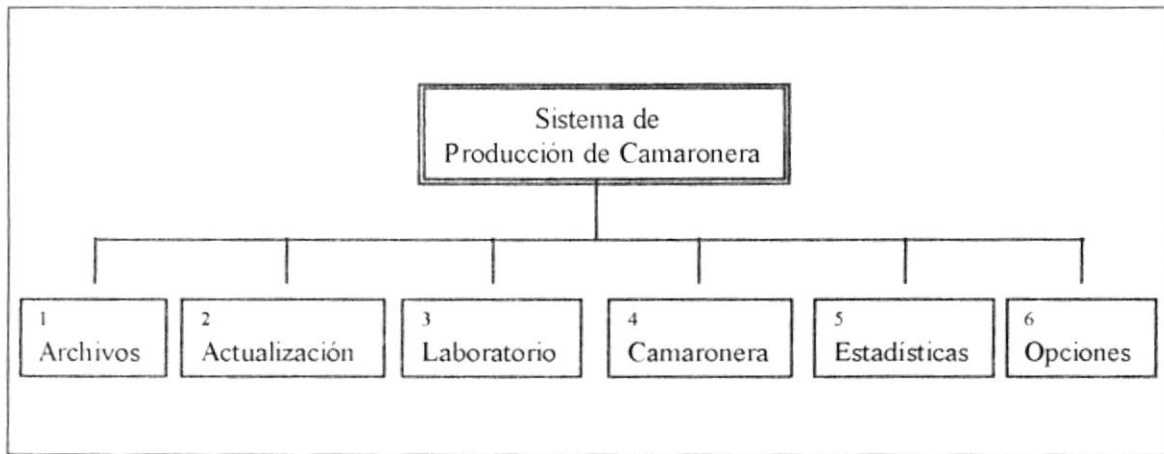 Sistema de
Producción de Camaronera
1
Archivos
2
Actualización
3
Laboratorio
4
Camaronera
5
Estadísticas
6
Opciones